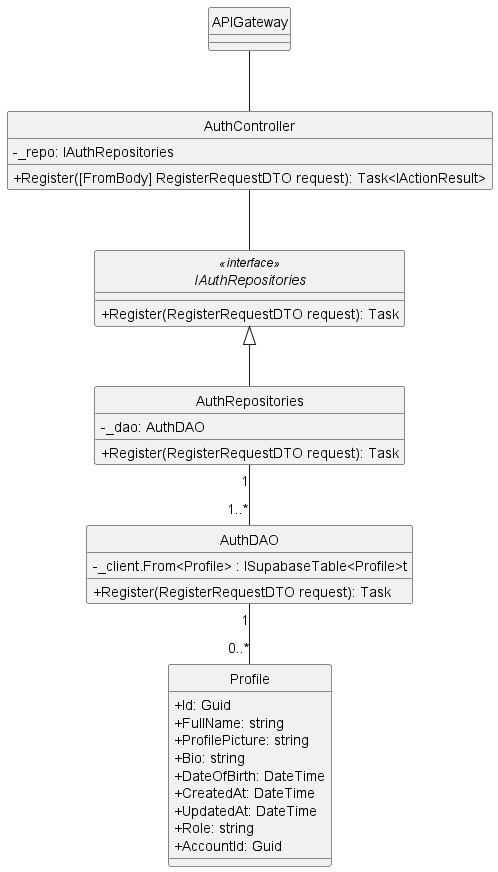 APIGateway
AuthController
-_repo: IAuthRepositories
+Register([FromBody] RegisterRequestDTO request): Task<IActionResult>
«interface»
IAuthRepositories
+Register(RegisterRequestDTO request): Task
AuthRepositories
-_dao: AuthDAO
+Register(RegisterRequestDTO request): Task
1
1..*
AuthDAO
-_client.From<Profile> : ISupabaseTable<Profile>t
+Register(RegisterRequestDTO request): Task
1
0..*
Profile
+Id: Guid
+FullName: string
+ProfilePicture: string
+Bio: string
+DateOfBirth: DateTime
+CreatedAt: DateTime
+UpdatedAt: DateTime
+Role: string
+AccountId: Guid